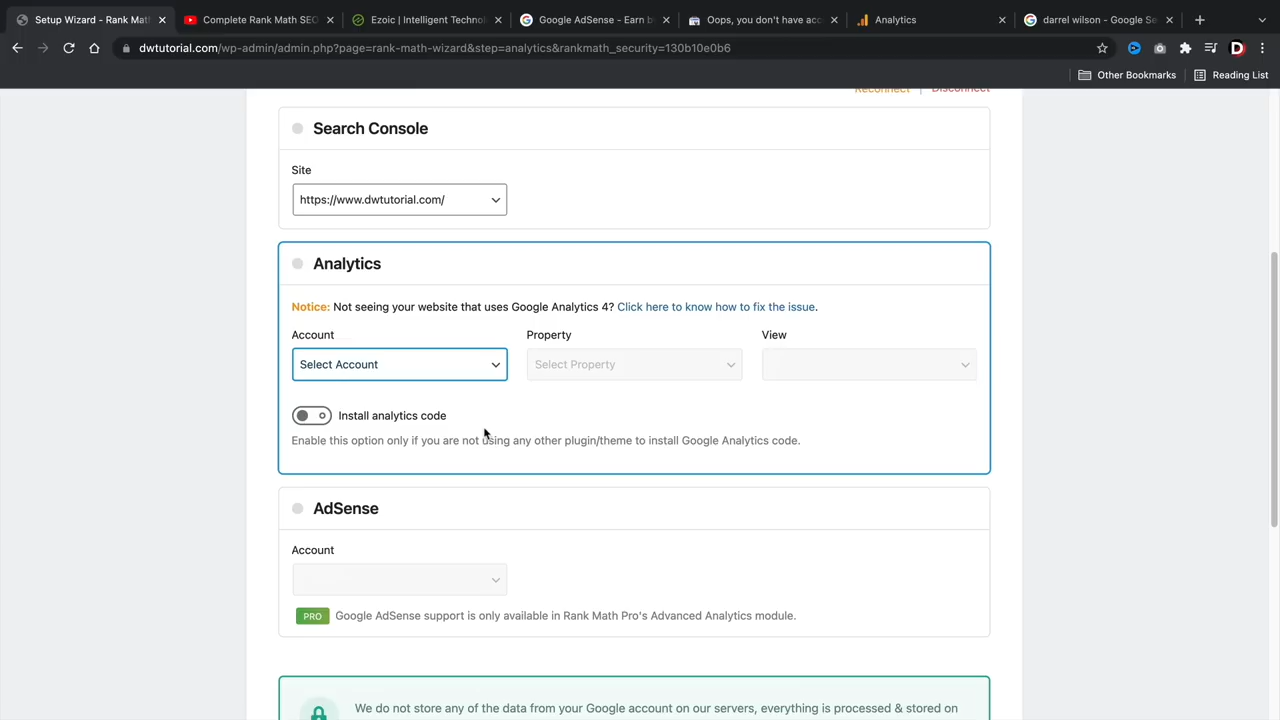 Setup Wizard - Rank Mat
Complete Rank Math SEO
Ezoic | Intelligent Technol
Google AdSense - Earn b
Oops, you don't have acc
Analytics
darrel wilson - Google Se
dwtutorial.com/wp-admin/admin.php?page=rank-math-wizard&step=analytics&rankmath_security=130b10e0b6
D
Other Bookmarks
Reading List
Reconnect | Disconnect
Search Console
Site
https://www.dwtutorial.com/
Analytics
Notice: Not seeing your website that uses Google Analytics 4? Click here to know how to fix the issue.
Account
Property
View
Select Account
Select Property
Install analytics code
Enable this option only if you are not using any other plugin/theme to install Google Analytics code.
AdSense
Account
PRO
Google AdSense support is only available in Rank Math Pro's Advanced Analytics module.
We do not store any of the data from your Google account on our servers, everything is processed & stored on